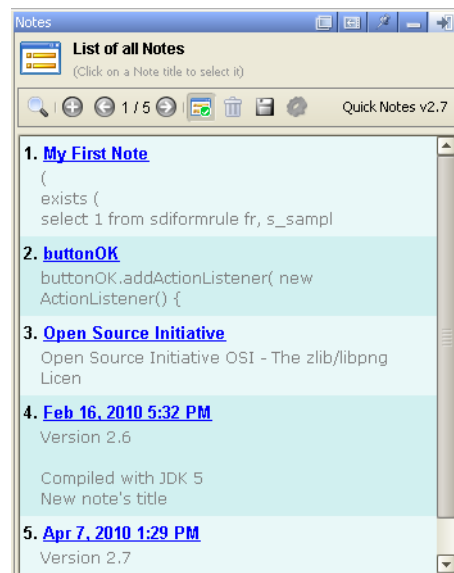 Notes
List of all Notes
(Click on a Note title to select it)
1 / 5
Quick Notes v2.7
1. My First Note
(
exists (
select 1 from sdiformrule fr, s_sampl
2. buttonOK
buttonOK.addActionListener( new
ActionListener() {
3. Open Source Initiative
Open Source Initiative OSI - The zlib/libpng
Licen
4. Feb 16, 2010 5:32 PM
Version 2.6
Compiled with JDK 5
New note's title
5. Apr 7, 2010 1:29 PM
Version 2.7